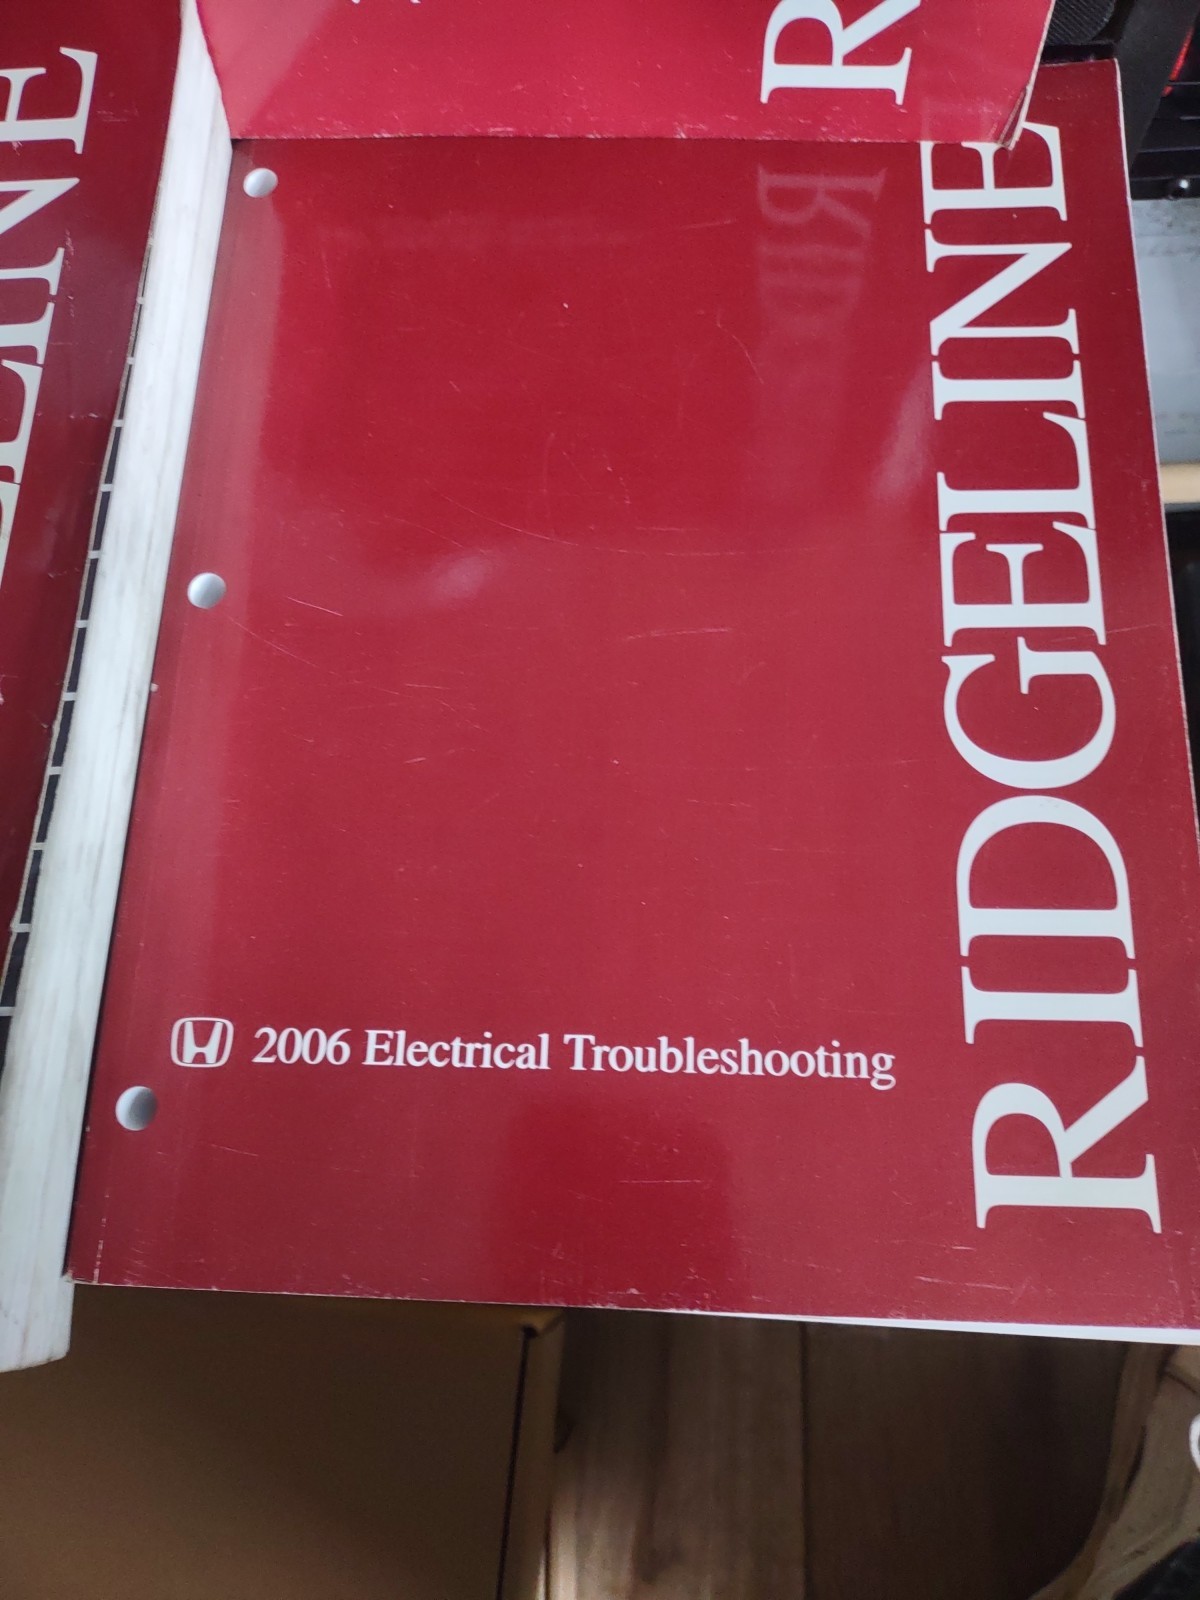 RIDGELINE
2006 Electrical Troubleshooting